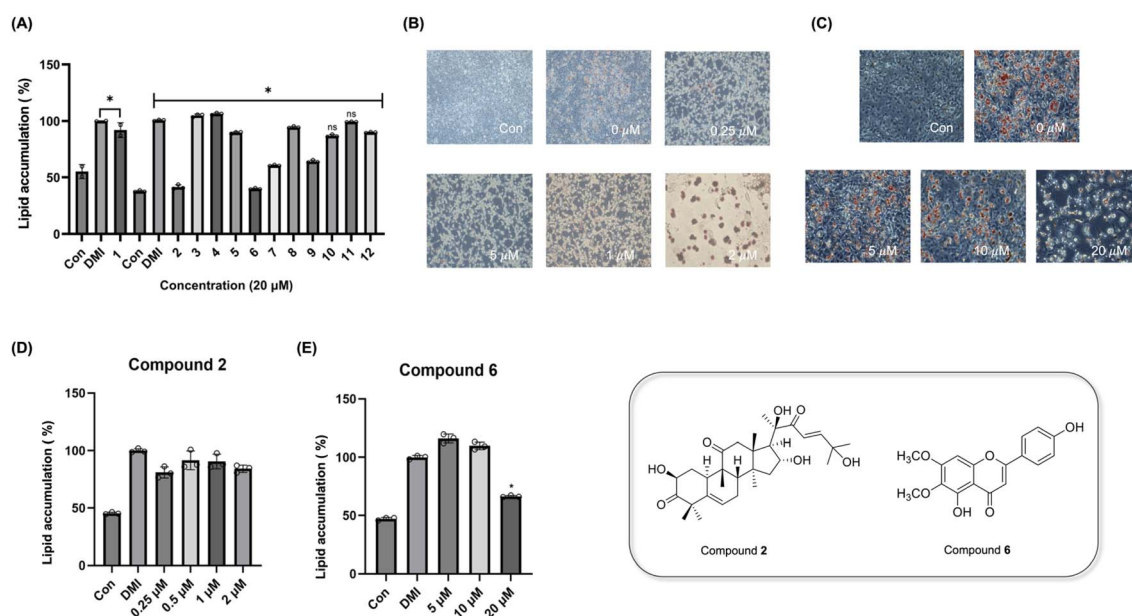 (A)
Lipid accumulation ( %)
150
100
50
0
*
*
ns
ns
Con
DMI
1
Con
DMI
2
3
4
5
6
7
8
9
10
11
12
Concentration (20 μM)
(B)
Con
0 μM
0.25 μM
5 μM
1 μM
2 μM
(C)
Con
0 μM
5 μM
10 μM
20 μM
(D)
Compound 2
Lipid accumulation ( %)
150
100
50
0
Con
DMI
0.25 μM
0.5 μM
1 μM
2 μM
(E)
Compound 6
Lipid accumulation ( %)
150
100
50
0
*
Con
DMI
5 μM
10 μM
20 μM
OH
O
O
H
OH
OH
HO
H
H
O
Compound 2
OH
H₃CO
O
H₃CO
OH
O
Compound 6